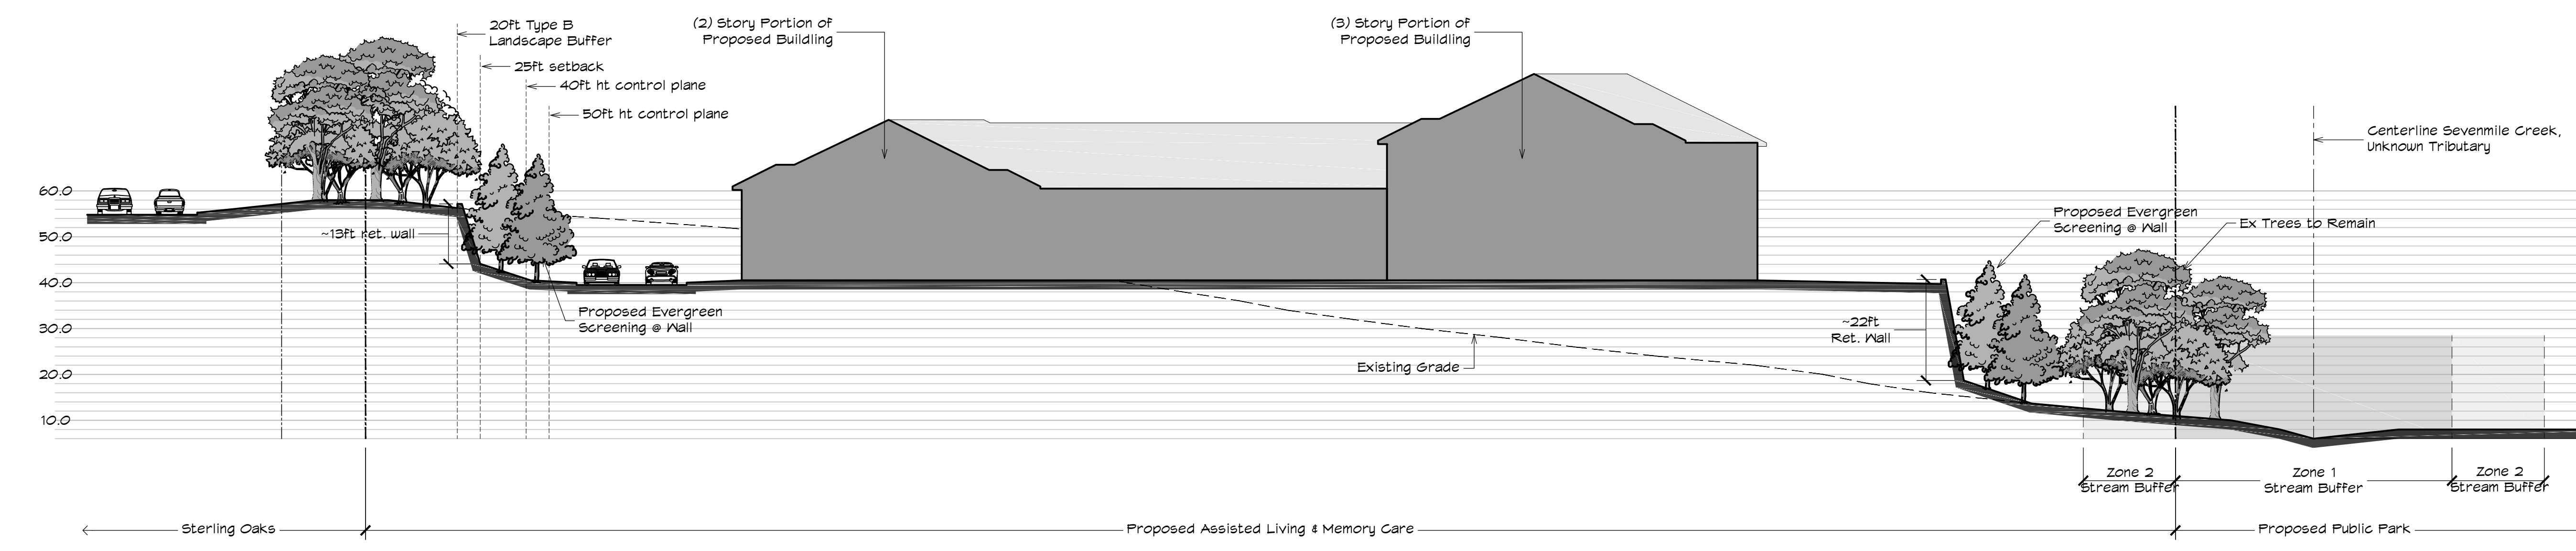 20ft Type B
Landscape Buffer
25ft setback
40ft ht control plane
50ft ht control plane
(2) Story Portion of
Proposed Buildling
(3) Story Portion of
Proposed Buildling
Centerline Sevenmile Creek,
Unknown Tributary
60.0
50.0
40.0
30.0
20.0
10.0
~13ft ret. wall
Proposed Evergreen
Screening @ Wall
Existing Grade
~22ft
Ret. Wall
Proposed Evergreen
Screening @ Wall
Ex Trees to Remain
Zone 2
Stream Buffer
Zone 1
Stream Buffer
Zone 2
Stream Buffer
Sterling Oaks
Proposed Assisted Living & Memory Care
Proposed Public Park